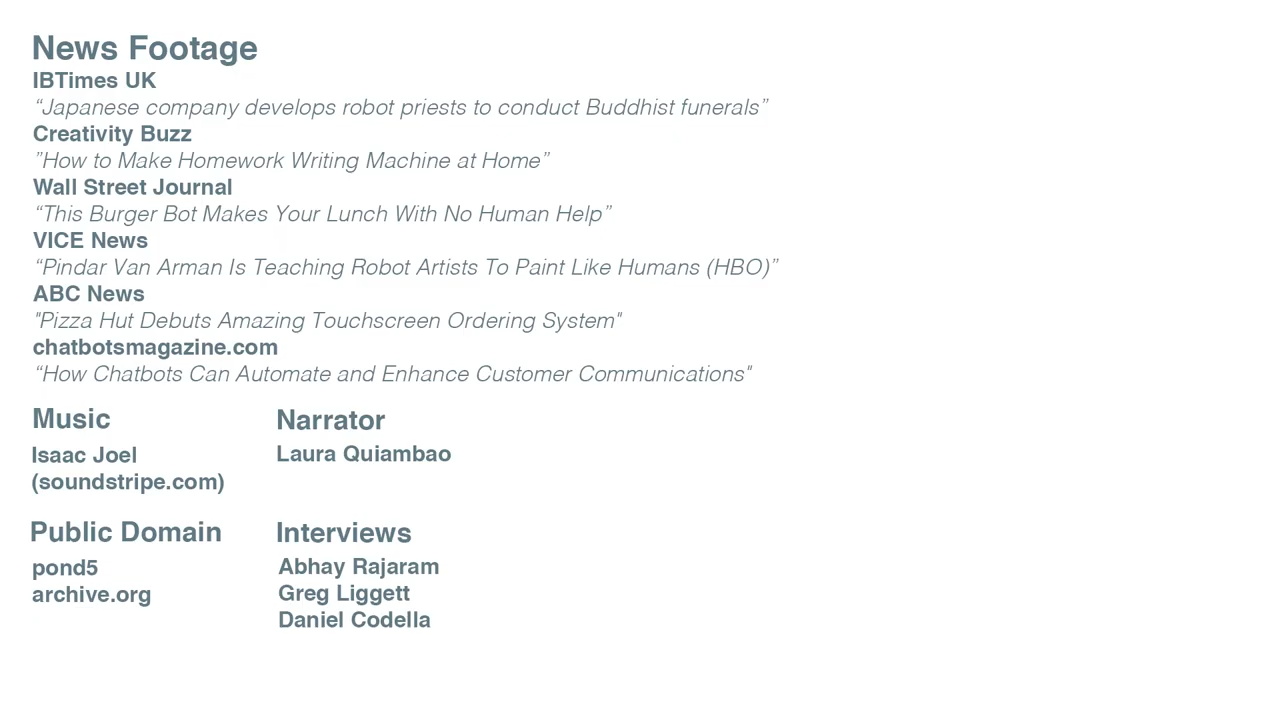 News Footage
IBTimes UK
“Japanese company develops robot priests to conduct Buddhist funerals”
Creativity Buzz
”How to Make Homework Writing Machine at Home”
Wall Street Journal
“This Burger Bot Makes Your Lunch With No Human Help”
VICE News
“Pindar Van Arman Is Teaching Robot Artists To Paint Like Humans (HBO)”
ABC News
"Pizza Hut Debuts Amazing Touchscreen Ordering System"
chatbotsmagazine.com
“How Chatbots Can Automate and Enhance Customer Communications"
Music
Isaac Joel
(soundstripe.com)
Narrator
Laura Quiambao
Public Domain
pond5
archive.org
Interviews
Abhay Rajaram
Greg Liggett
Daniel Codella